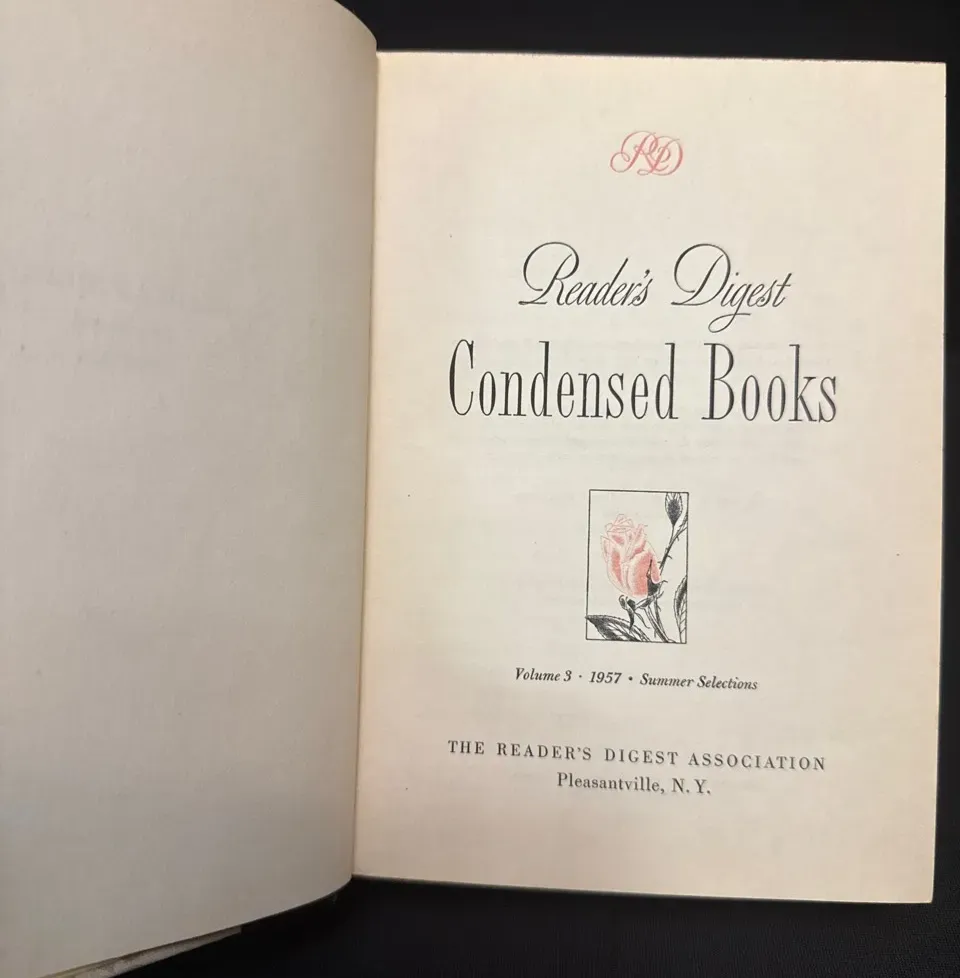 RD
Reader's Digest
Condensed Books
Volume 3 · 1957 • Summer Selections
THE READER'S DIGEST ASSOCIATION
Pleasantville, N. Y.